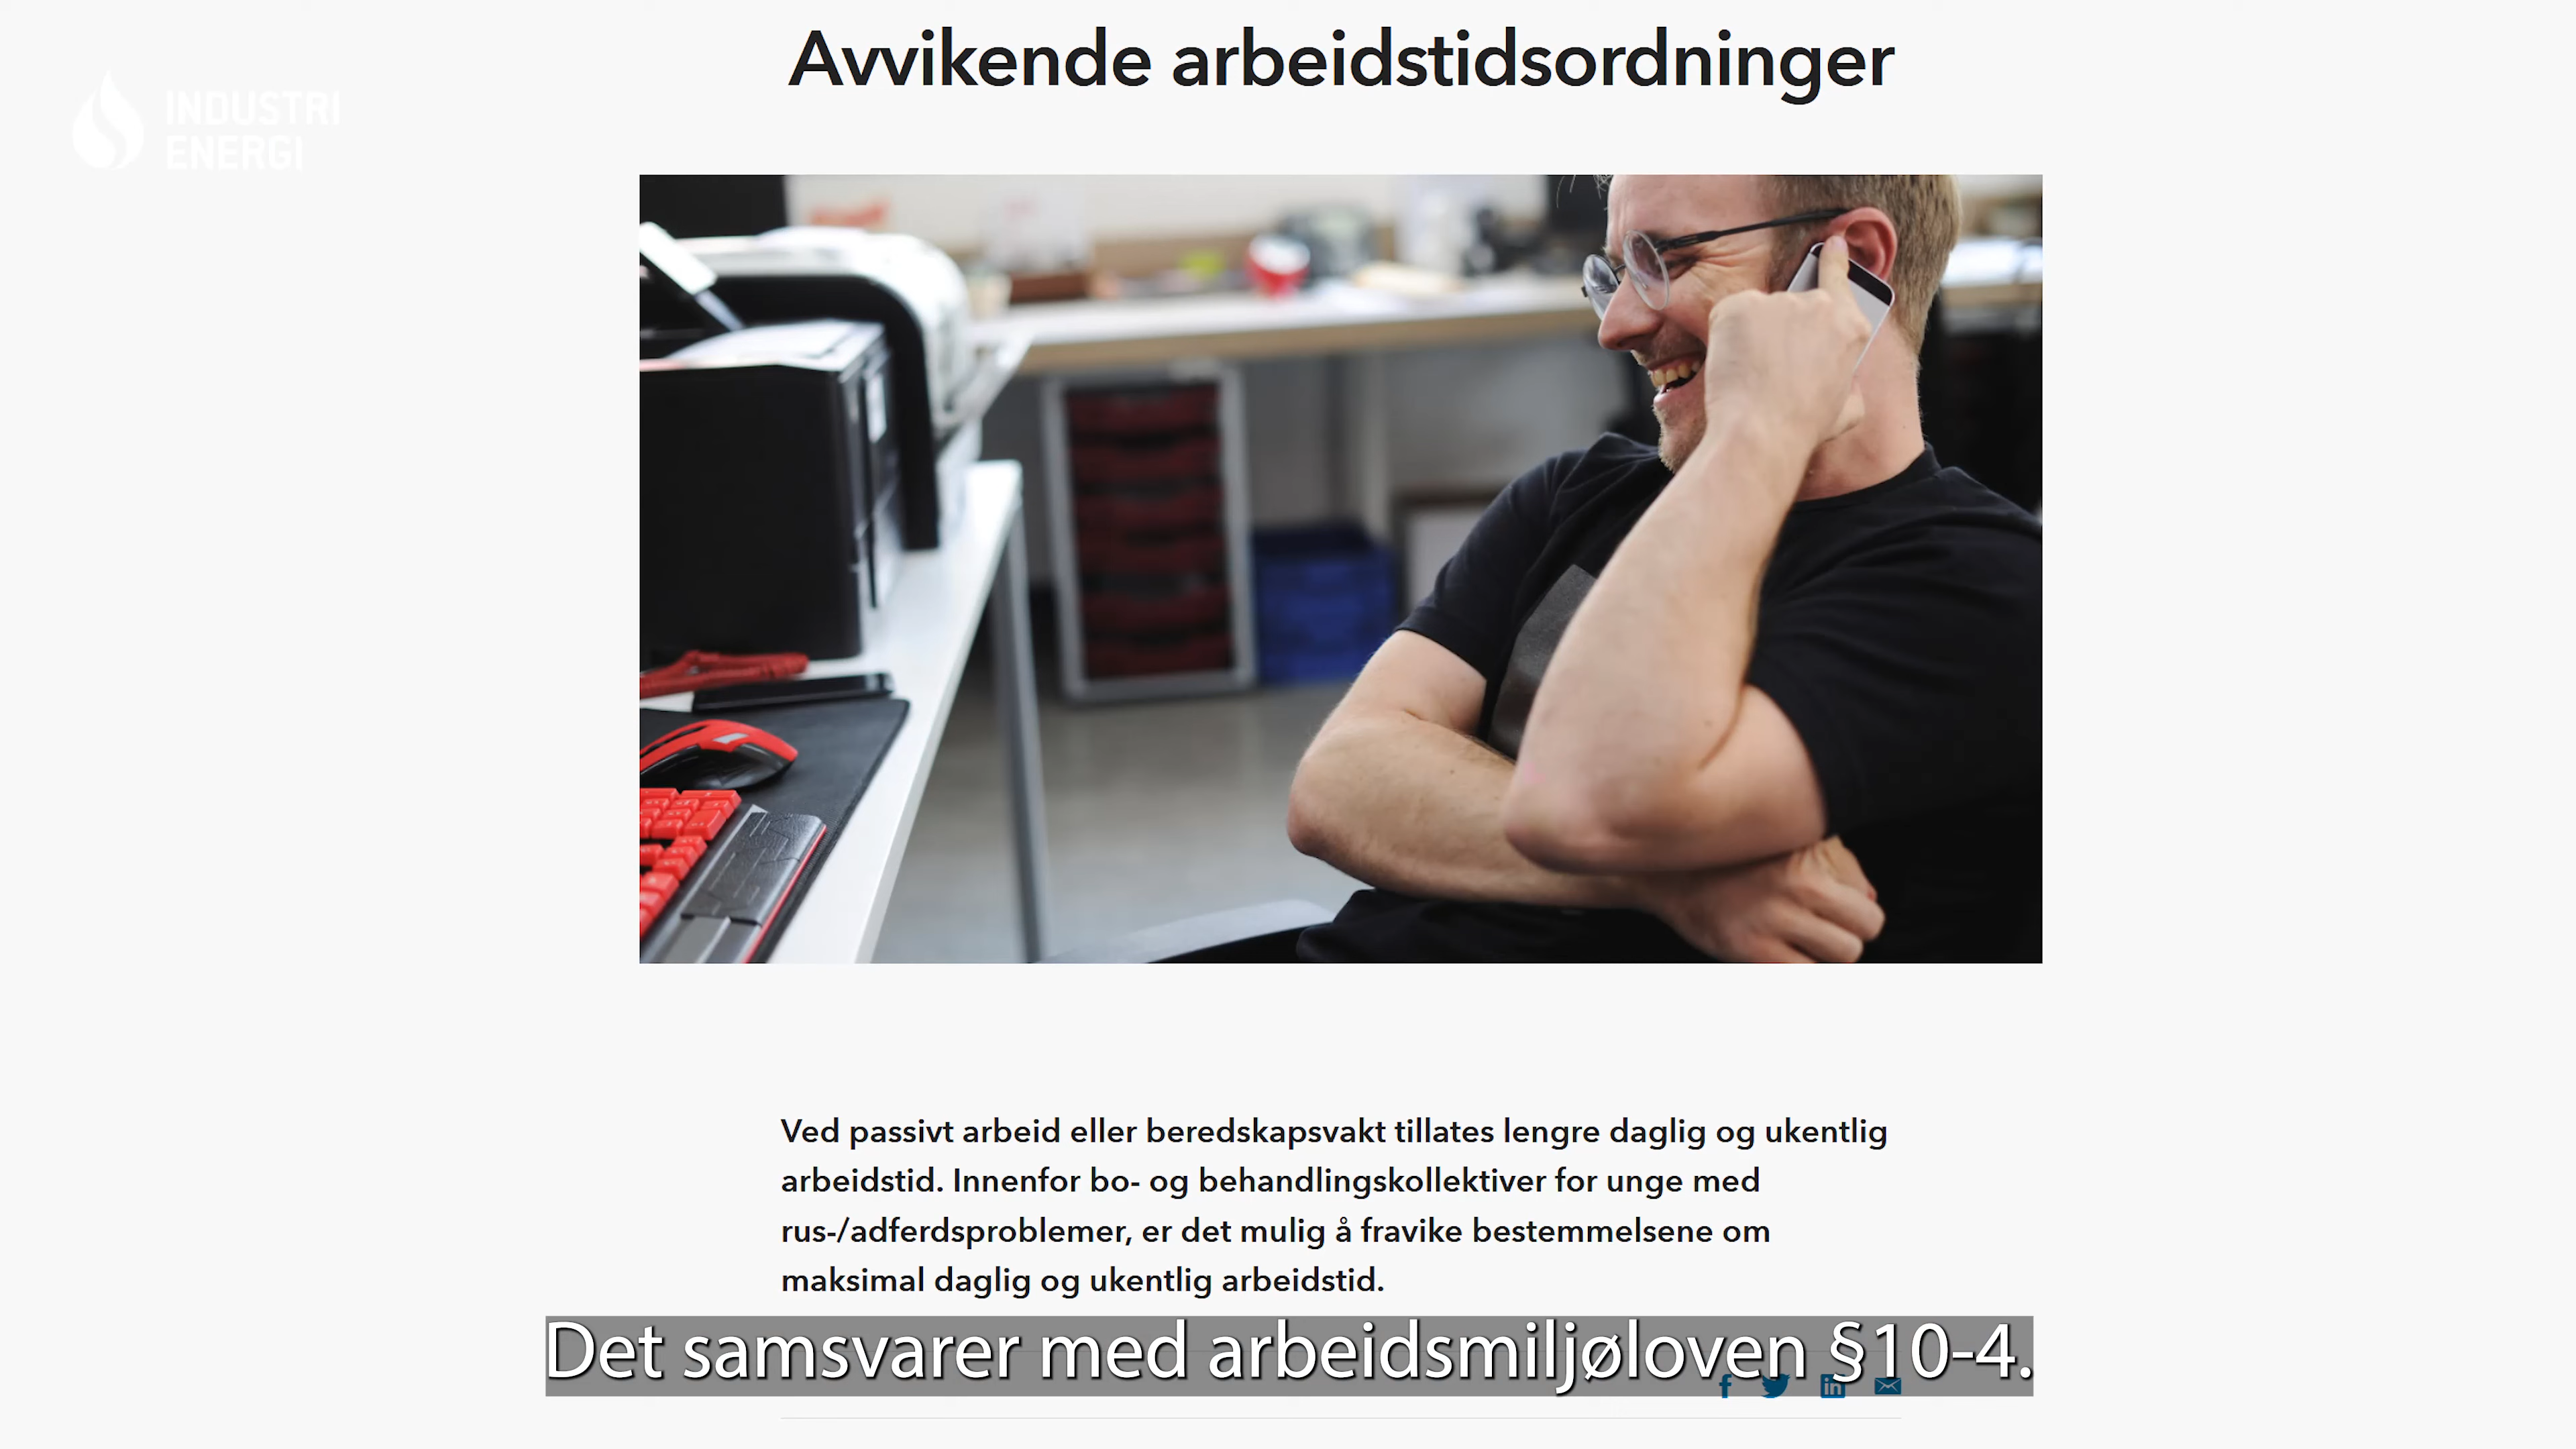 Avvikende arbeidstidsordninger
INDUSTRI
ENERGI
Ved passivt arbeid eller beredskapsvakt tillates lengre daglig og ukentlig
arbeidstid. Innenfor bo- og behandlingskollektiver for unge med
rus-/adferdsproblemer, er det mulig å fravike bestemmelsene om
maksimal daglig og ukentlig arbeidstid.
Det samsvarer med arbeidsmiljøloven §10-4.